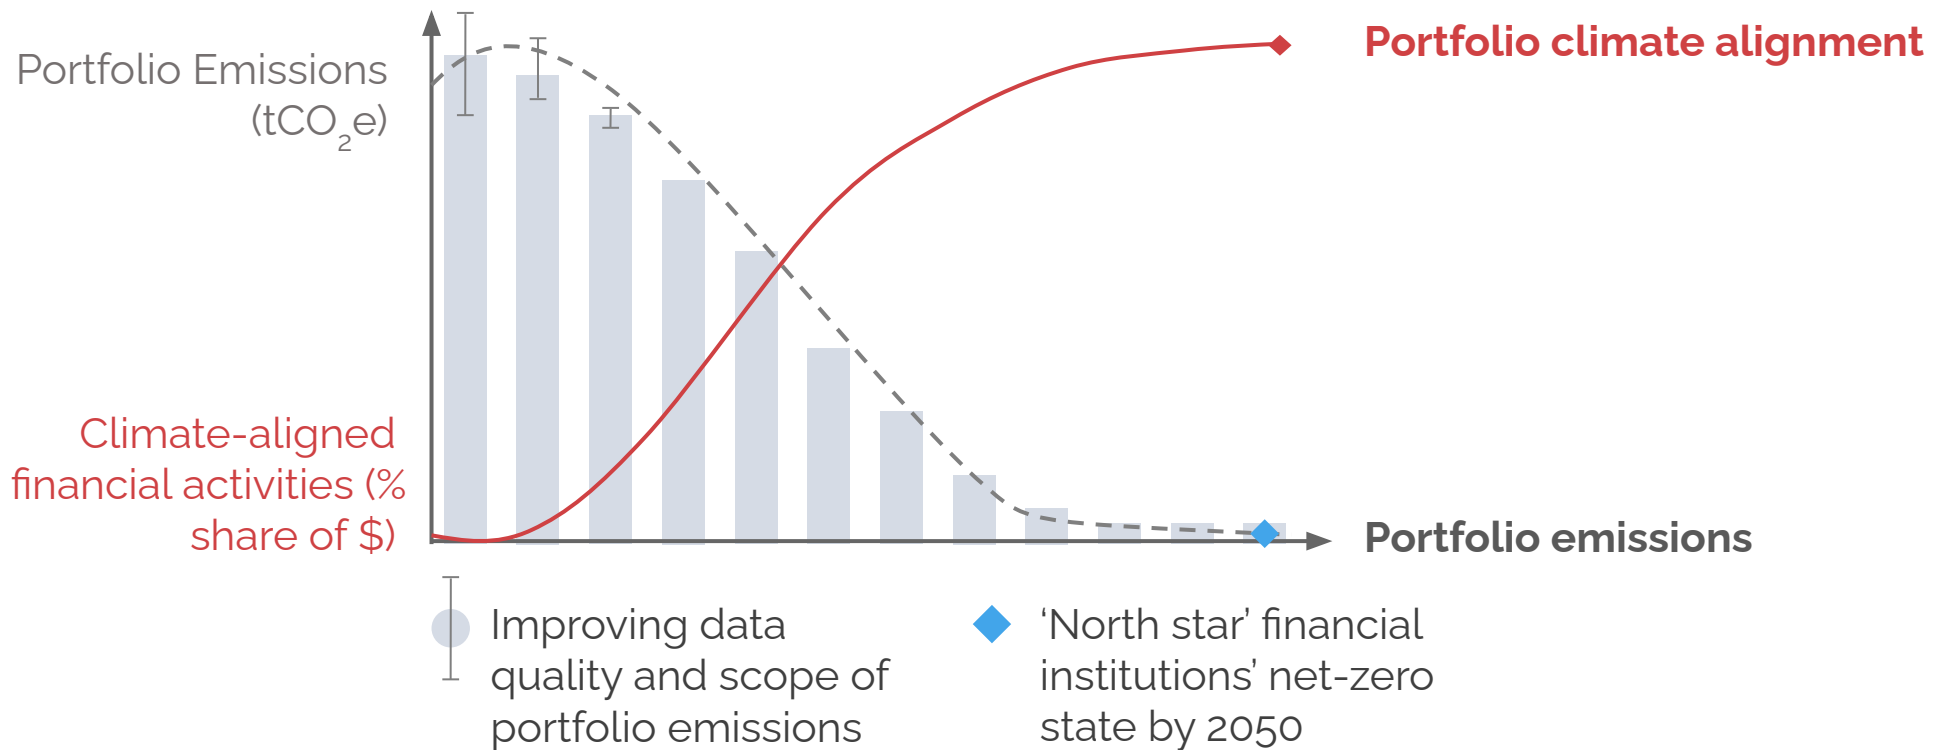 Portfolio Emissions
(tCO₂e)
Portfolio climate alignment
Climate-aligned
financial activities (%
share of $)
Portfolio emissions
Improving data
quality and scope of
portfolio emissions
‘North star’ financial
institutions’ net-zero
state by 2050